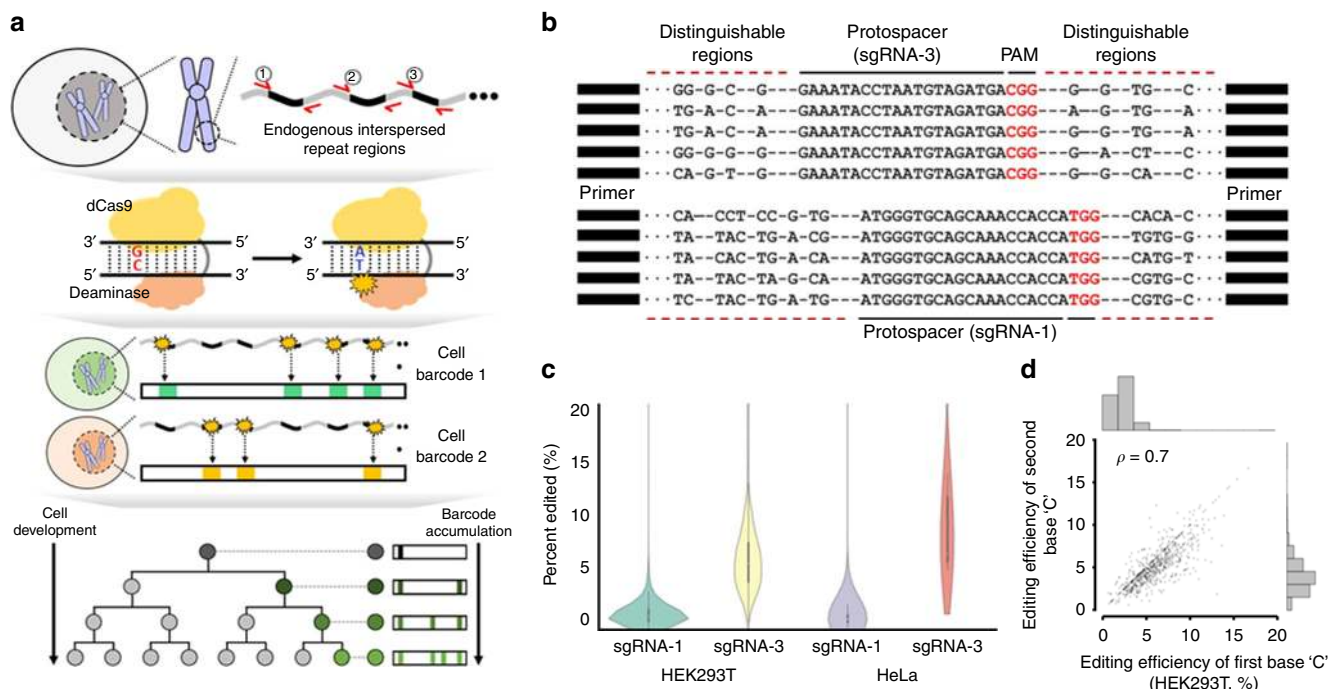 a
1
2
3
Endogenous interspersed
repeat regions
dCas9
3′ 5′ 3′ 5′
G A
C T
5′ 3′ 5′ 3′
Deaminase
Cell
barcode 1
Cell
barcode 2
Cell
development
Barcode
accumulation
b
Distinguishable
regions
Protospacer
(sgRNA-3)
PAM
Distinguishable
regions
···GG-G-C--G---GAAATACCTAATGTAGATGACGG---G—G--TG---C···
···TG-A-C--A---GAAATACCTAATGTAGATGACGG---A—G--TG---A···
···TG-A-C--A---GAAATACCTAATGTAGATGACGG---A—G--TG---A···
···GG-G-G--G---GAAATACCTAATGTAGATGACGG---G—A--CT---C···
···CA-G-T--G---GAAATACCTAATGTAGATGACGG---G—G--CA---C···
Primer Primer
···CA—CCT-CC-G-TG---ATGGGTGCAGCAAACCACCATGG---CACA-C···
···TA--TAC-TG-A-CG---ATGGGTGCAGCAAACCACCATGG---TGTG-G···
···TA--CAC-TG-A-CA---ATGGGTGCAGCAAACCACCATGG---CATG-T···
···TA--TAC-TA-G-CA---ATGGGTGCAGCAAACCACCATGG---CGTG-C···
···TC--TAC-TG-A-TG---ATGGGTGCAGCAAACCACCATGG---CGTG-C···
Protospacer (sgRNA-1)
c
Percent edited (%)
20
15
10
5
0
sgRNA-1 sgRNA-3 sgRNA-1 sgRNA-3
HEK293T HeLa
d
Editing efficiency of second
base ‘C’
20
15
10
5
0
ρ = 0.7
0 5 10 15 20
Editing efficiency of first base ‘C’
(HEK293T, %)